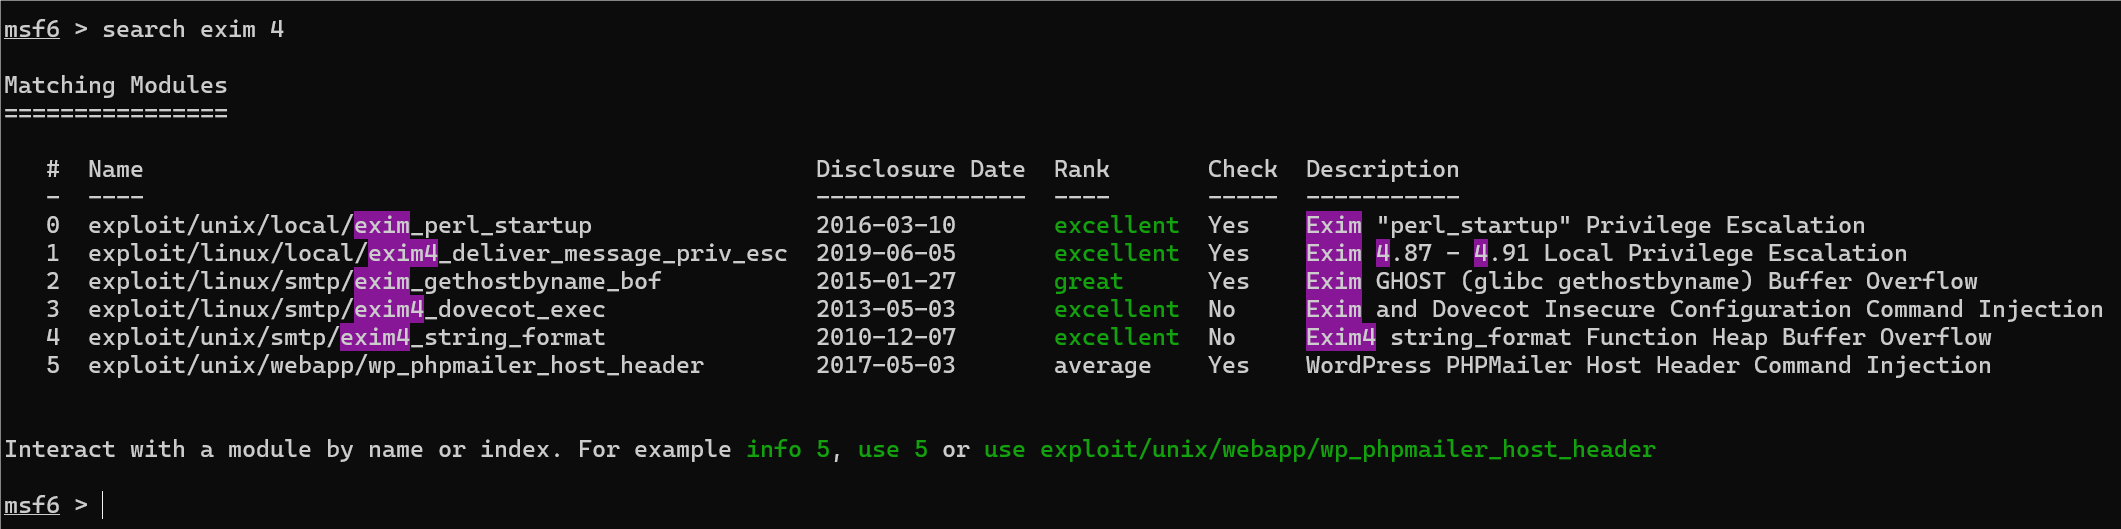 msf6 > search exim 4
Matching Modules
================
#  Name                                                Disclosure Date  Rank       Check  Description
-  ----                                                ---------------  ----       -----  -----------
0  exploit/unix/local/exim_perl_startup                2016-03-10       excellent  Yes    Exim "perl_startup" Privilege Escalation
1  exploit/linux/local/exim4_deliver_message_priv_esc  2019-06-05       excellent  Yes    Exim 4.87 - 4.91 Local Privilege Escalation
2  exploit/linux/smtp/exim_gethostbyname_bof           2015-01-27       great      Yes    Exim GHOST (glibc gethostbyname) Buffer Overflow
3  exploit/linux/smtp/exim4_dovecot_exec               2013-05-03       excellent  No     Exim and Dovecot Insecure Configuration Command Injection
4  exploit/unix/smtp/exim4_string_format               2010-12-07       excellent  No     Exim4 string_format Function Heap Buffer Overflow
5  exploit/unix/webapp/wp_phpmailer_host_header        2017-05-03       average    Yes    WordPress PHPMailer Host Header Command Injection
Interact with a module by name or index. For example info 5, use 5 or use exploit/unix/webapp/wp_phpmailer_host_header
msf6 >